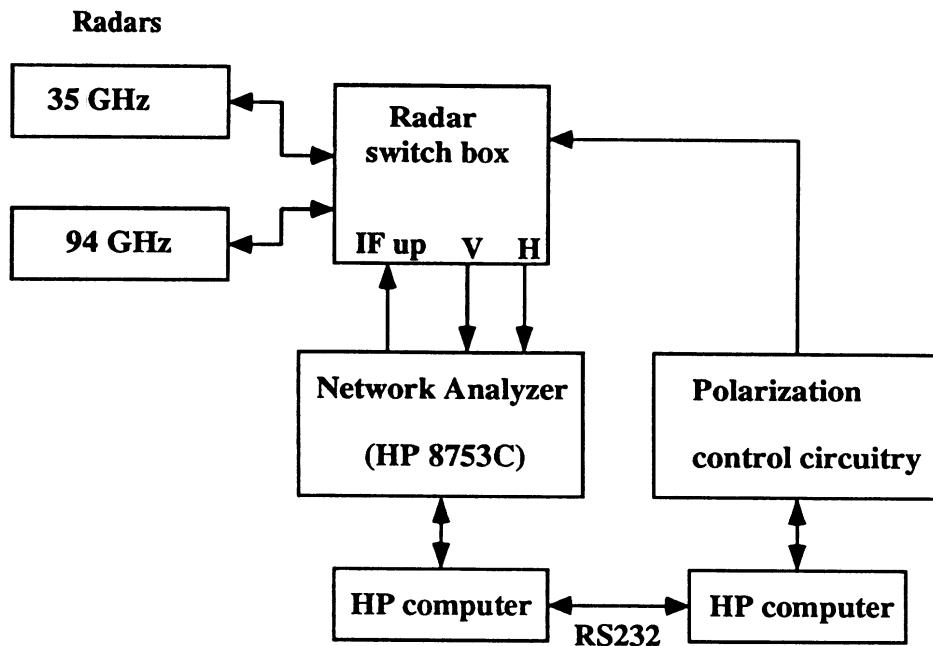 Radars
35 GHz
94 GHz
Radar
switch box
IF up V H
Network Analyzer
(HP 8753C)
Polarization
control circuitry
HP computer
RS232
HP computer